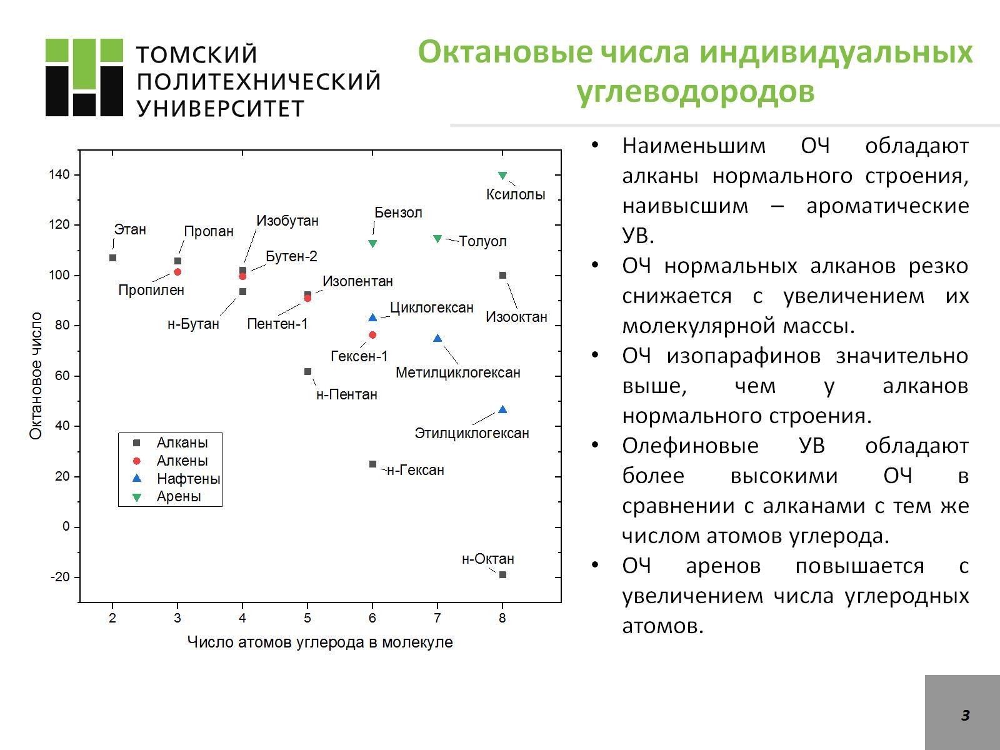 ТОМСКИЙ
ПОЛИТЕХНИЧЕСКИЙ
УНИВЕРСИТЕТ
Октановые числа индивидуальных
углеводородов
140
120
100
80
60
40
20
0
-20
Октановое число
2 3 4 5 6 7 8
Число атомов углерода в молекуле
Ксилолы
Бензол
Изобутан
Этан
Пропан
Толуол
Бутен-2
Изопентан
Пропилен
Циклогексан
Изооктан
н-Бутан
Пентен-1
Гексен-1
Метилциклогексан
н-Пентан
Этилциклогексан
н-Гексан
н-Октан
Алканы
Алкены
Нафтены
Арены
• Наименьшим ОЧ обладают
алканы нормального строения,
наивысшим – ароматические
УВ.
• ОЧ нормальных алканов резко
снижается с увеличением их
молекулярной массы.
• ОЧ изопарафинов значительно
выше, чем у алканов
нормального строения.
• Олефиновые УВ обладают
более высокими ОЧ в
сравнении с алканами с тем же
числом атомов углерода.
• ОЧ аренов повышается с
увеличением числа углеродных
атомов.
3